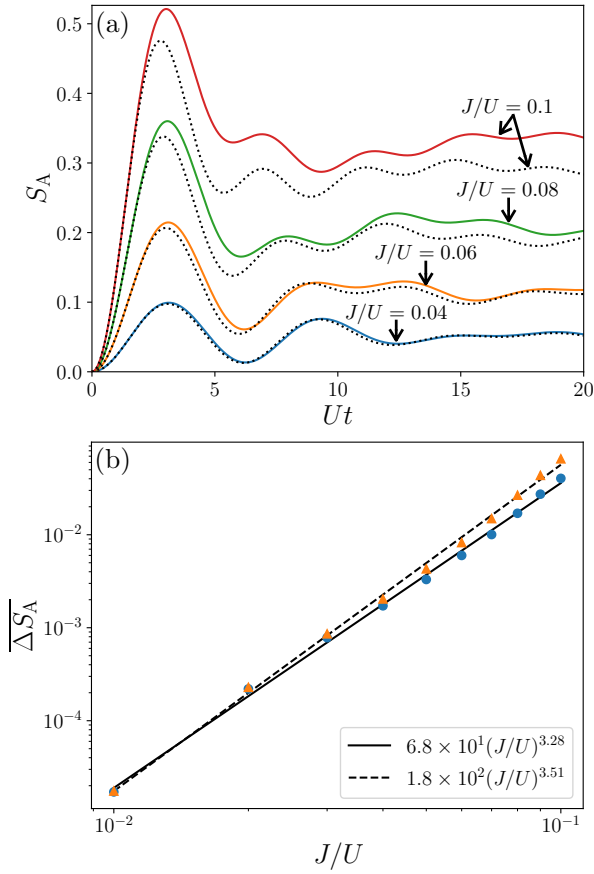 (a)
0.5
0.4
0.3
0.2
0.1
0.0
S_A
J/U = 0.1
J/U = 0.08
J/U = 0.06
J/U = 0.04
0 5 10 15 20
Ut
(b)
10^{-2}
10^{-3}
10^{-4}
\overline{ΔS_A}
6.8 × 10^1(J/U)^{3.28}
1.8 × 10^2(J/U)^{3.51}
10^{-2} 10^{-1}
J/U